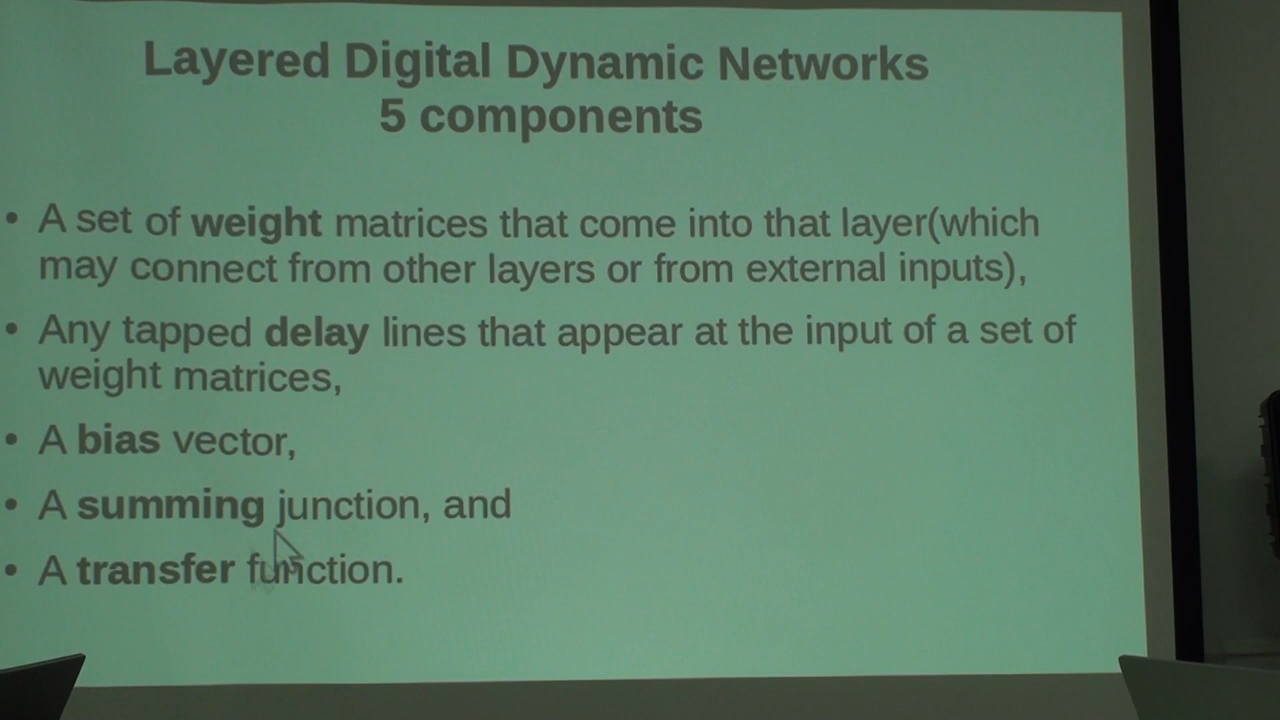 Layered Digital Dynamic Networks
5 components
• A set of weight matrices that come into that layer(which
may connect from other layers or from external inputs),
• Any tapped delay lines that appear at the input of a set of
weight matrices,
• A bias vector,
• A summing junction, and
• A transfer function.